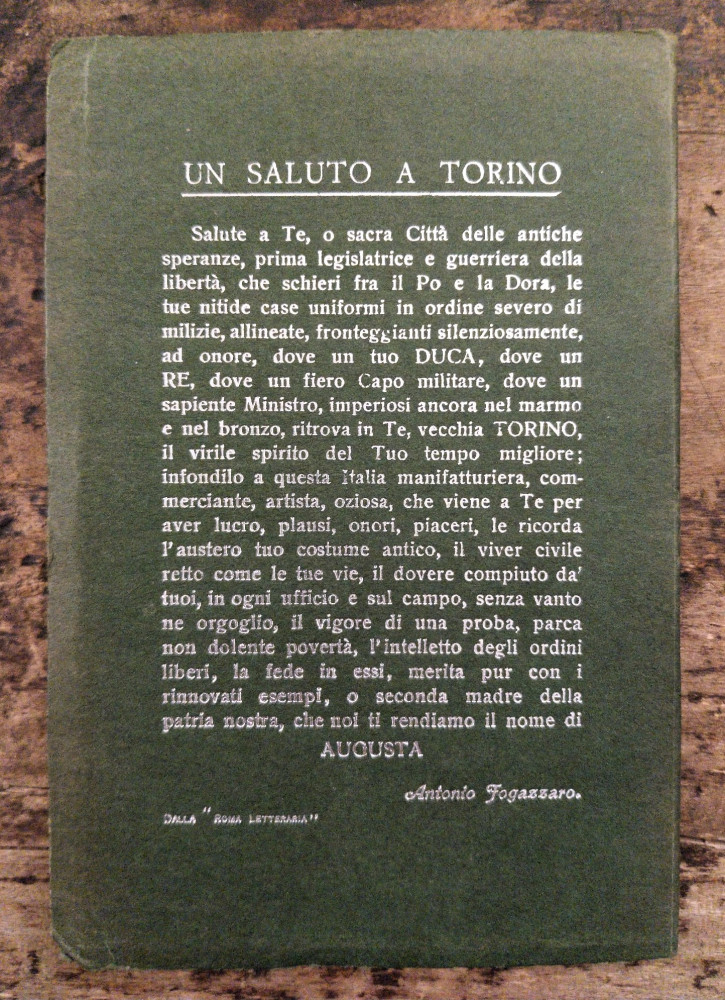 UN SALUTO A TORINO
Salute a Te, o sacra Città delle antiche
speranze, prima legislatrice e guerriera della
libertà, che schieri fra il Po e la Dora, le
tue nitide case uniformi in ordine severo di
milizie, allineate, fronteggianti silenziosamente,
ad onore, dove un tuo DUCA, dove un
RE, dove un fiero Capo militare, dove un
sapiente Ministro, imperiosi ancora nel marmo
e nel bronzo, ritrova in Te, vecchia TORINO,
il virile spirito del Tuo tempo migliore;
infondilo a questa Italia manifatturiera, com-
merciante, artista, oziosa, che viene a Te per
aver lucro, plausi, onori, piaceri, le ricorda
l'austero tuo costume antico, il viver civile
retto come le tue vie, il dovere compiuto da'
tuoi, in ogni ufficio e sul campo, senza vanto
ne orgoglio, il vigore di una proba, parca
non dolente povertà, l'intelletto degli ordini
liberi, la fede in essi, merita pur con i
rinnovati esempi, o seconda madre della
patria nostra, che noi ti rendiamo il nome di
AUGUSTA
Antonio Fogazzaro.
DALLA "ROMA LETTERARIA"